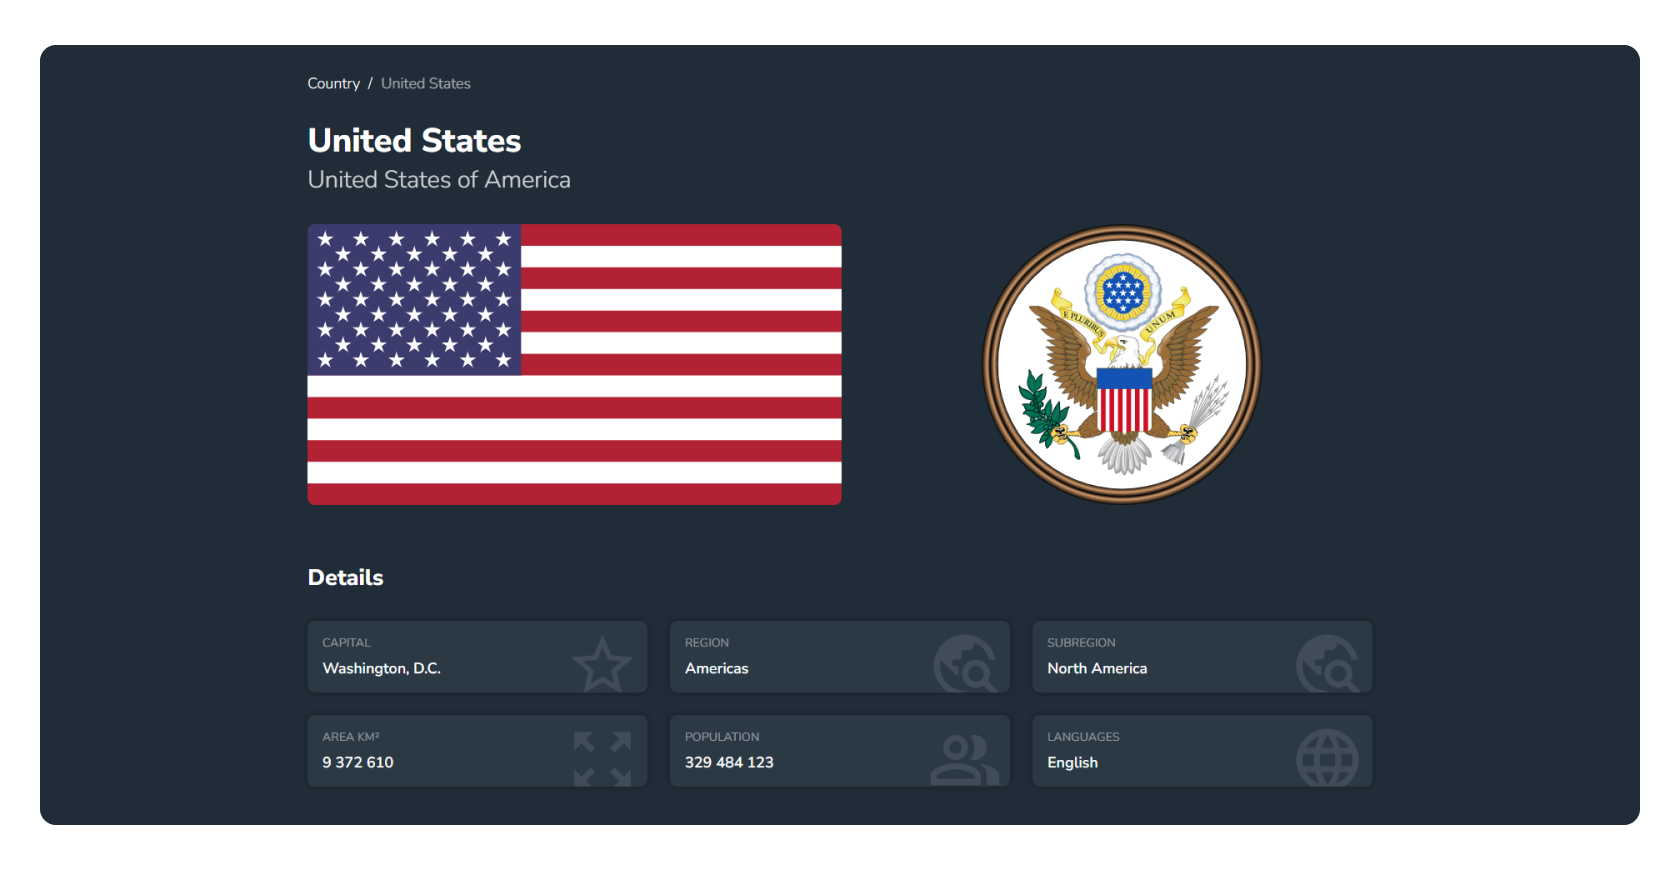 Country / United States
United States
United States of America
E PLURIBUS UNUM
Details
CAPITAL
Washington, D.C.
REGION
Americas
SUBREGION
North America
AREA KM²
9 372 610
POPULATION
329 484 123
LANGUAGES
English